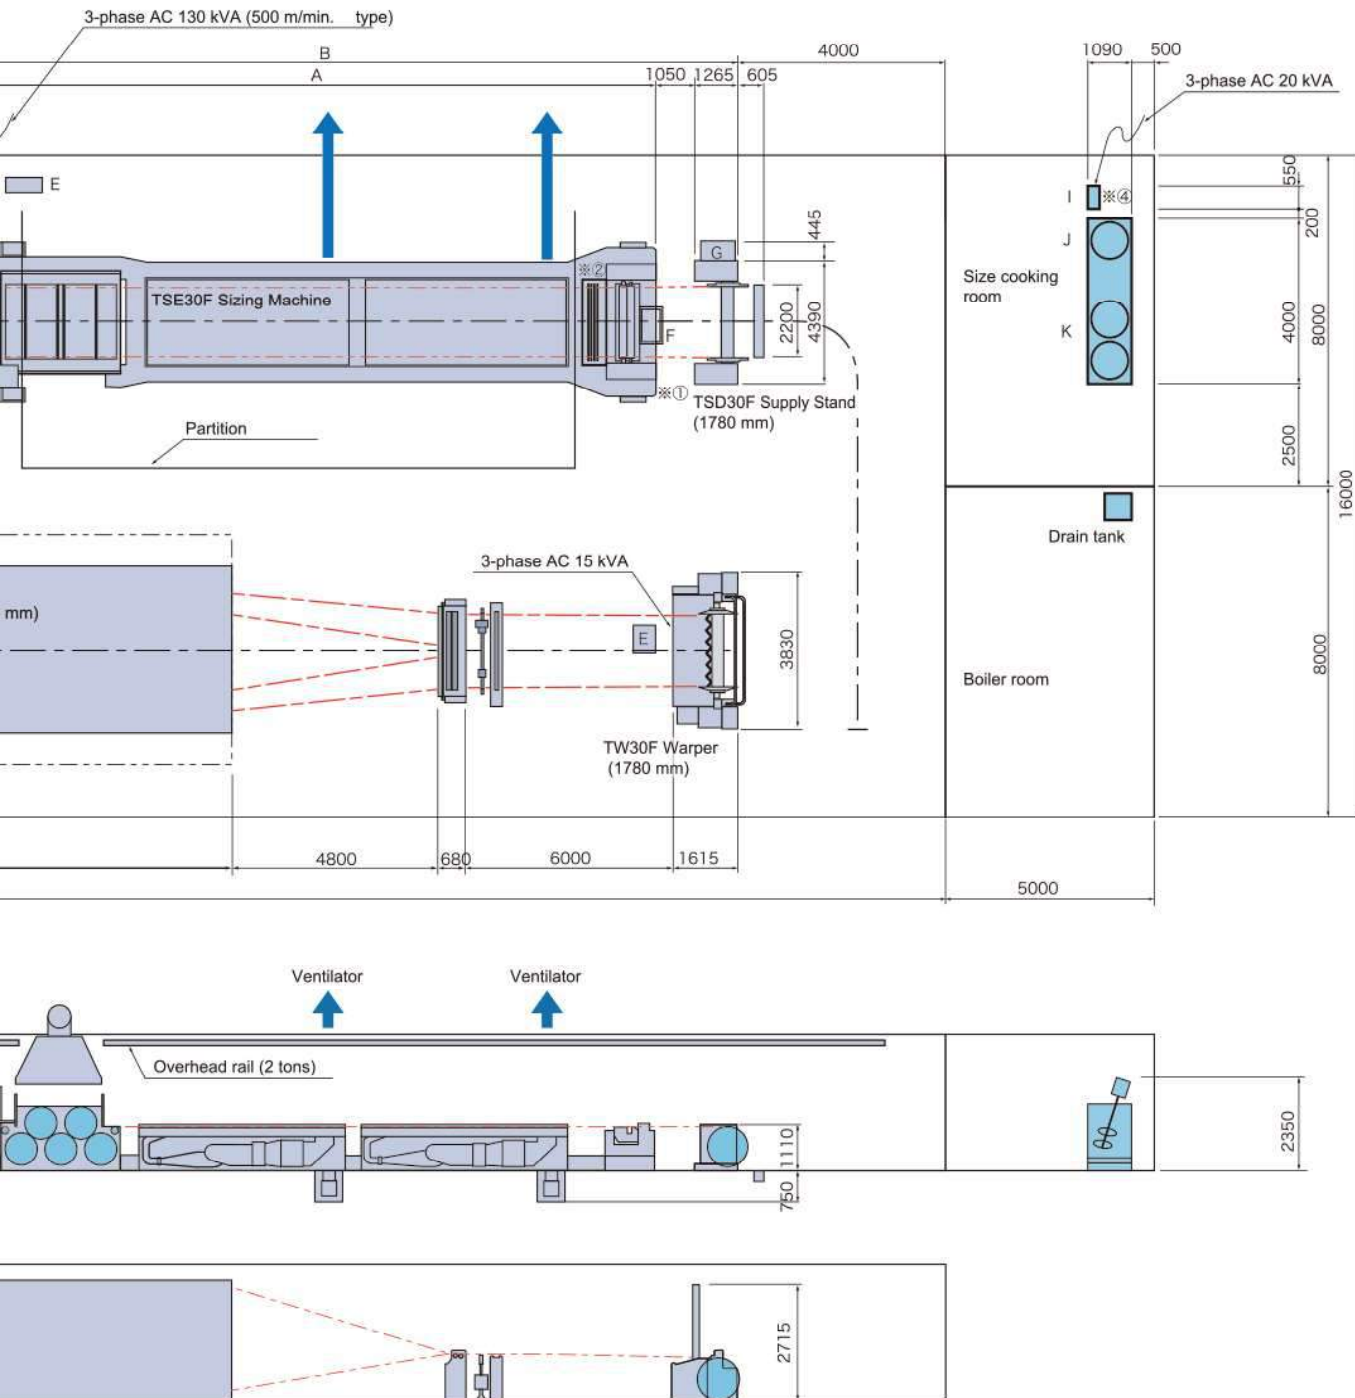 3-phase AC 130 kVA (500 m/min. type)
B
4000
1090 500
A
1050 1265 605
3-phase AC 20 kVA
E
I ※④
550
200
445
G
J
※②
Size cooking
room
TSE30F Sizing Machine
2200
4390
4000
8000
F
K
※①
TSD30F Supply Stand
(1780 mm)
Partition
2500
16000
Drain tank
3-phase AC 15 kVA
mm)
E
3830
8000
Boiler room
TW30F Warper
(1780 mm)
4800
680
6000
1615
5000
Ventilator
Ventilator
Overhead rail (2 tons)
1110
2350
750
2715